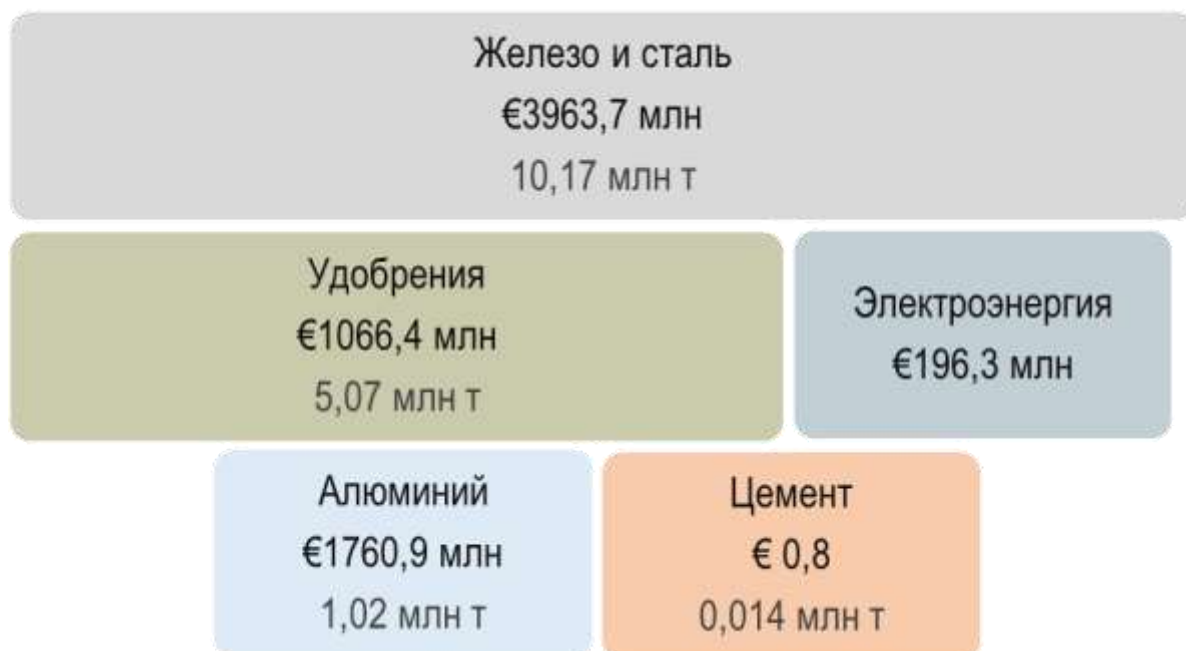 Железо и сталь
€3963,7 млн
10,17 млн т
Удобрения
€1066,4 млн
5,07 млн т
Электроэнергия
€196,3 млн
Алюминий
€1760,9 млн
1,02 млн т
Цемент
€ 0,8
0,014 млн т